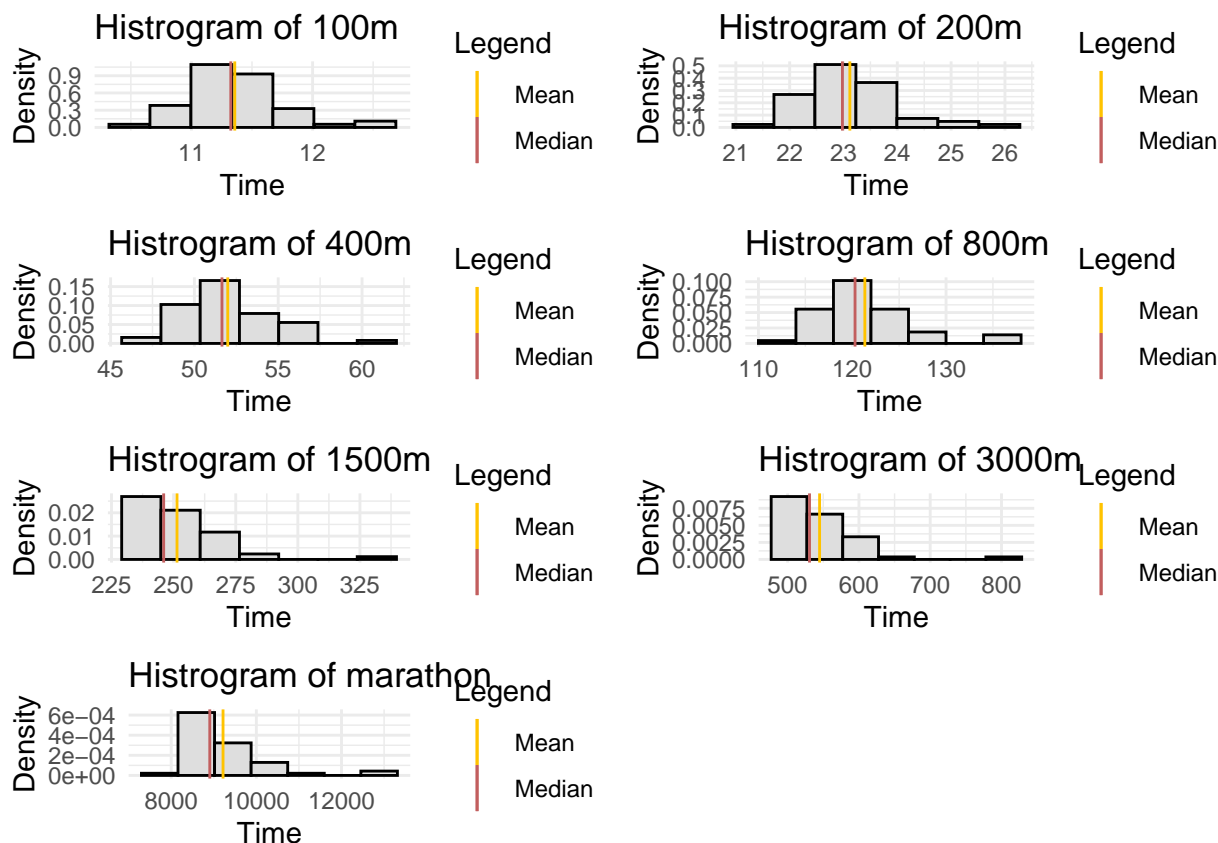 Histrogram of 100m
Density
0.9
0.6
0.3
0.0
11 12
Time
Legend
Mean
Median
Histrogram of 200m
Density
0.5
0.4
0.3
0.2
0.1
0.0
21 22 23 24 25 26
Time
Legend
Mean
Median
Histrogram of 400m
Density
0.15
0.10
0.05
0.00
45 50 55 60
Time
Legend
Mean
Median
Histrogram of 800m
Density
0.100
0.075
0.050
0.025
0.000
110 120 130
Time
Legend
Mean
Median
Histrogram of 1500m
Density
0.02
0.01
0.00
225 250 275 300 325
Time
Legend
Mean
Median
Histrogram of 3000m
Density
0.0075
0.0050
0.0025
0.0000
500 600 700 800
Time
Legend
Mean
Median
Histrogram of marathon
Density
6e−04
4e−04
2e−04
0e+00
8000 10000 12000
Time
Legend
Mean
Median